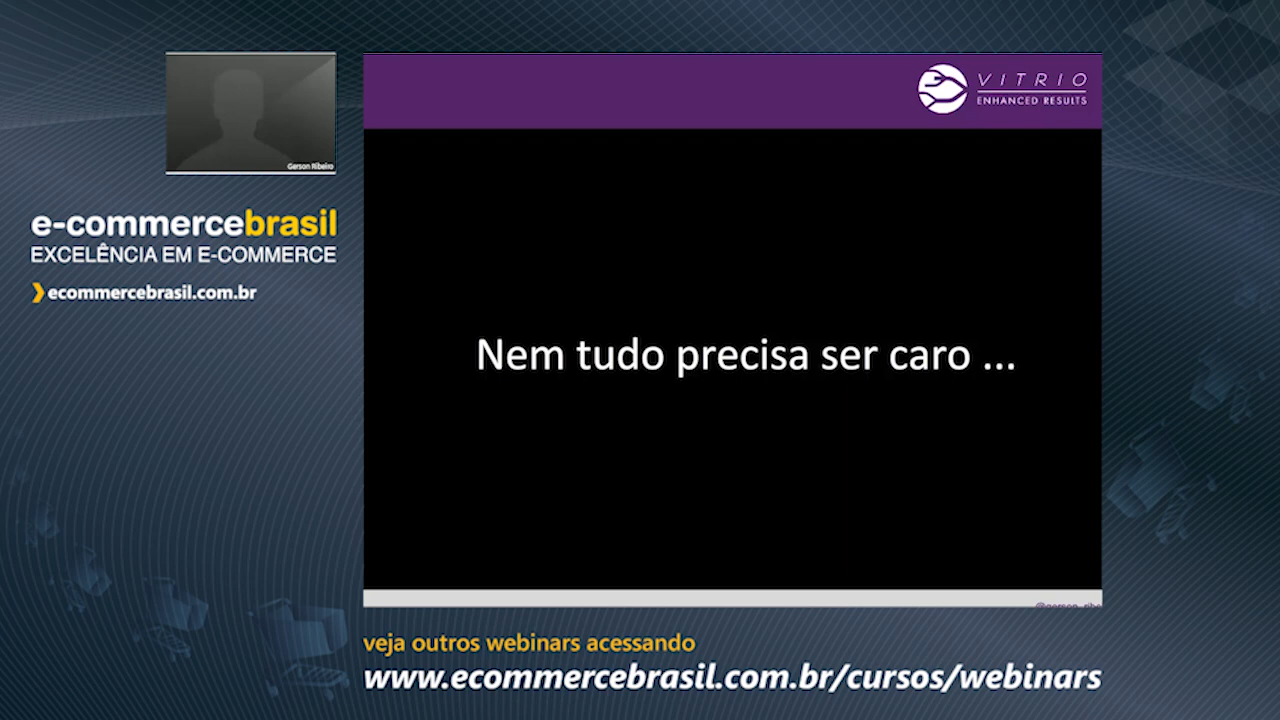 VITRIO
ENHANCED RESULTS
Gerson Ribeiro
e-commercebrasil
EXCELÊNCIA EM E-COMMERCE
ecommercebrasil.com.br
Nem tudo precisa ser caro ...
veja outros webinars acessando
www.ecommercebrasil.com.br/cursos/webinars